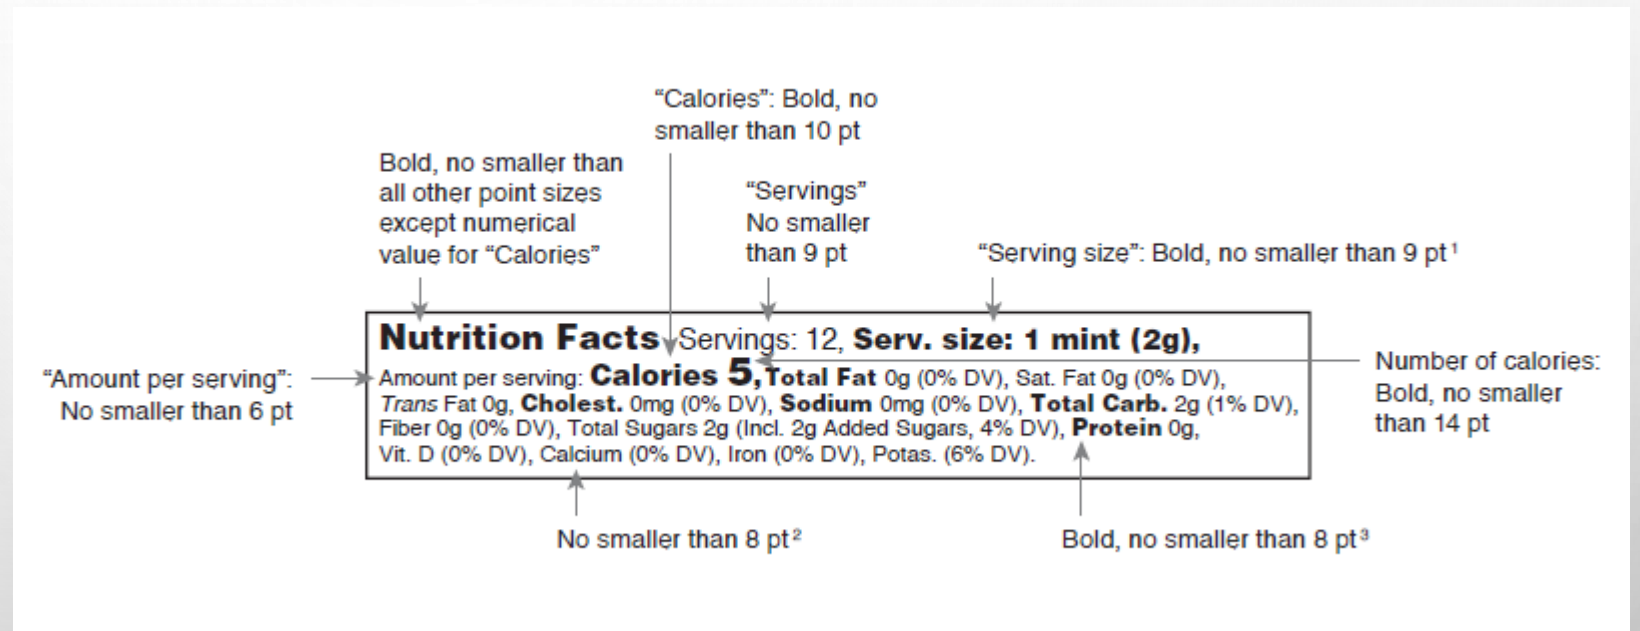 “Calories”: Bold, no
smaller than 10 pt
Bold, no smaller than
all other point sizes
except numerical
value for “Calories”
“Servings”
No smaller
than 9 pt
“Serving size”: Bold, no smaller than 9 pt¹
Nutrition Facts Servings: 12, Serv. size: 1 mint (2g),
Amount per serving: Calories 5, Total Fat 0g (0% DV), Sat. Fat 0g (0% DV),
Trans Fat 0g, Cholest. 0mg (0% DV), Sodium 0mg (0% DV), Total Carb. 2g (1% DV),
Fiber 0g (0% DV), Total Sugars 2g (Incl. 2g Added Sugars, 4% DV), Protein 0g,
Vit. D (0% DV), Calcium (0% DV), Iron (0% DV), Potas. (6% DV).
“Amount per serving”:
No smaller than 6 pt
Number of calories:
Bold, no smaller
than 14 pt
No smaller than 8 pt²
Bold, no smaller than 8 pt³